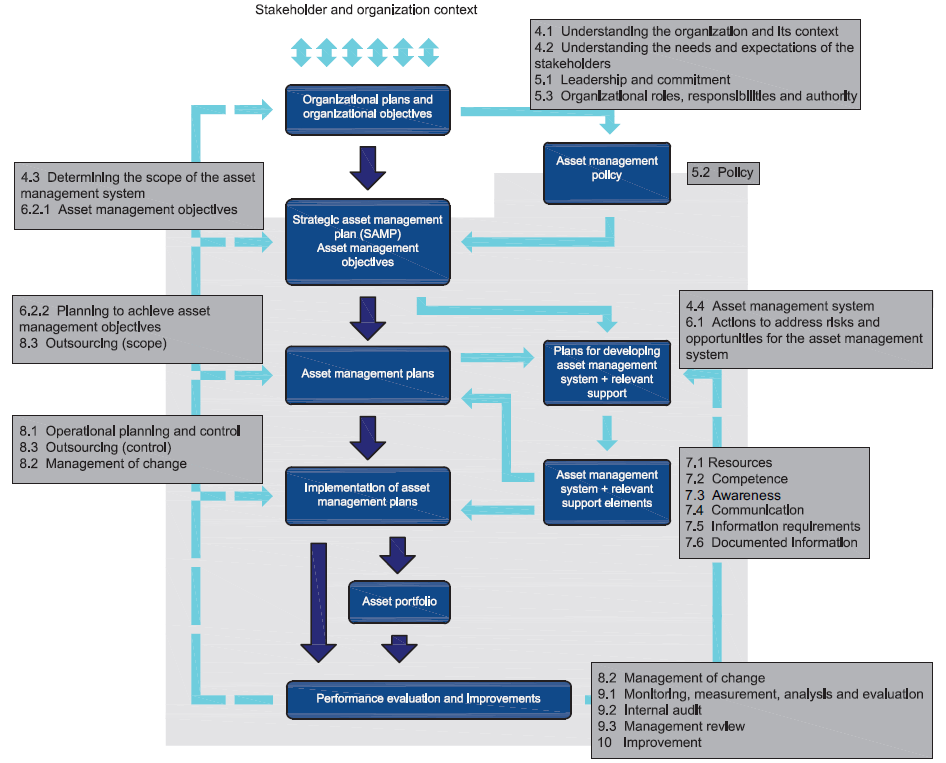 Stakeholder and organization context
4.1 Understanding the organization and its context
4.2 Understanding the needs and expectations of the
stakeholders
5.1 Leadership and commitment
5.3 Organizational roles, responsibilities and authority
Organizational plans and
organizational objectives
Asset management
policy
5.2 Policy
4.3 Determining the scope of the asset
management system
6.2.1 Asset management objectives
Strategic asset management
plan (SAMP)
Asset management
objectives
6.2.2 Planning to achieve asset
management objectives
8.3 Outsourcing (scope)
4.4 Asset management system
6.1 Actions to address risks and
opportunities for the asset management
system
Asset management plans
Plans for developing
asset management
system + relevant
support
8.1 Operational planning and control
8.3 Outsourcing (control)
8.2 Management of change
Implementation of asset
management plans
Asset management
system + relevant
support elements
7.1 Resources
7.2 Competence
7.3 Awareness
7.4 Communication
7.5 Information requirements
7.6 Documented information
Asset portfolio
Performance evaluation and improvements
8.2 Management of change
9.1 Monitoring, measurement, analysis and evaluation
9.2 Internal audit
9.3 Management review
10 Improvement